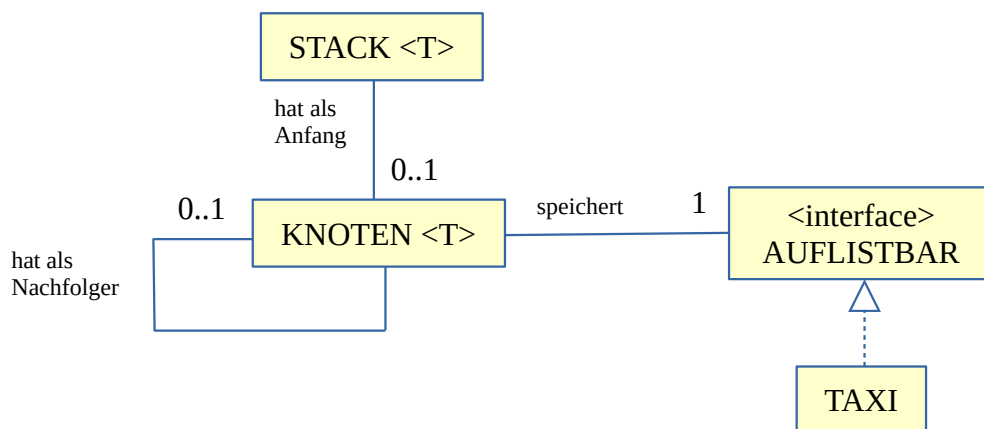 STACK <T>
hat als
Anfang
0..1
0..1
KNOTEN <T>
speichert
1
<interface>
AUFLISTBAR
hat als
Nachfolger
TAXI